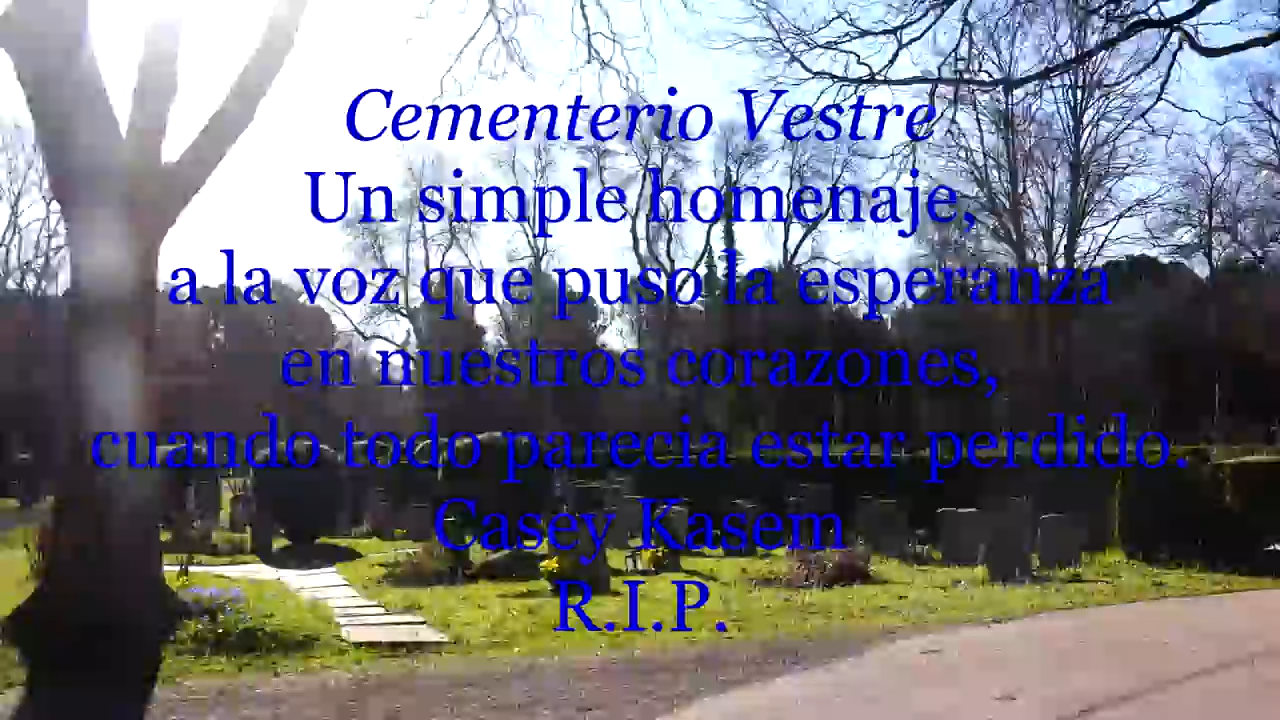 Cementerio Vestre
Un simple homenaje,
a la voz que puso la esperanza
en nuestros corazones,
cuando todo parecia estar perdido.
Casey Kasem
R.I.P.